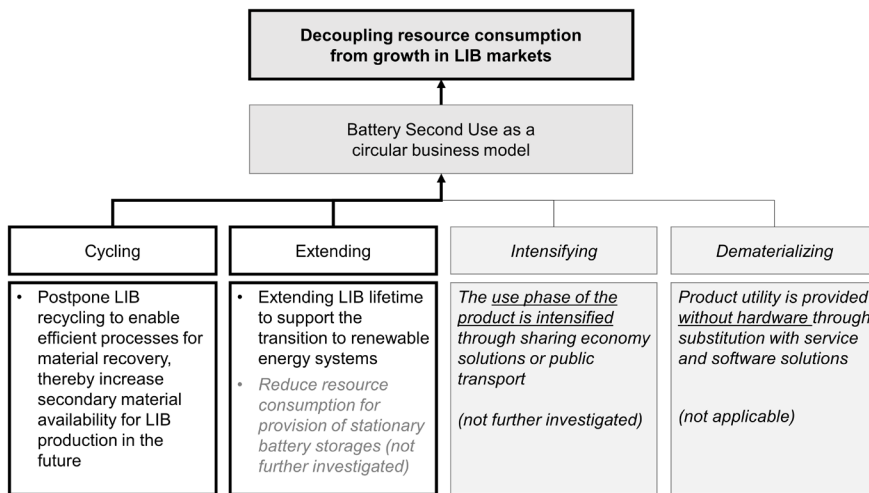 Decoupling resource consumption
from growth in LIB markets
Battery Second Use as a
circular business model
Cycling
Extending
Intensifying
Dematerializing
• Postpone LIB
recycling to enable
efficient processes for
material recovery,
thereby increase
secondary material
availability for LIB
production in the
future
• Extending LIB lifetime
to support the
transition to renewable
energy systems
• Reduce resource
consumption for
provision of stationary
battery storages (not
further investigated)
The use phase of the
product is intensified
through sharing economy
solutions or public
transport
(not further investigated)
Product utility is provided
without hardware through
substitution with service
and software solutions
(not applicable)